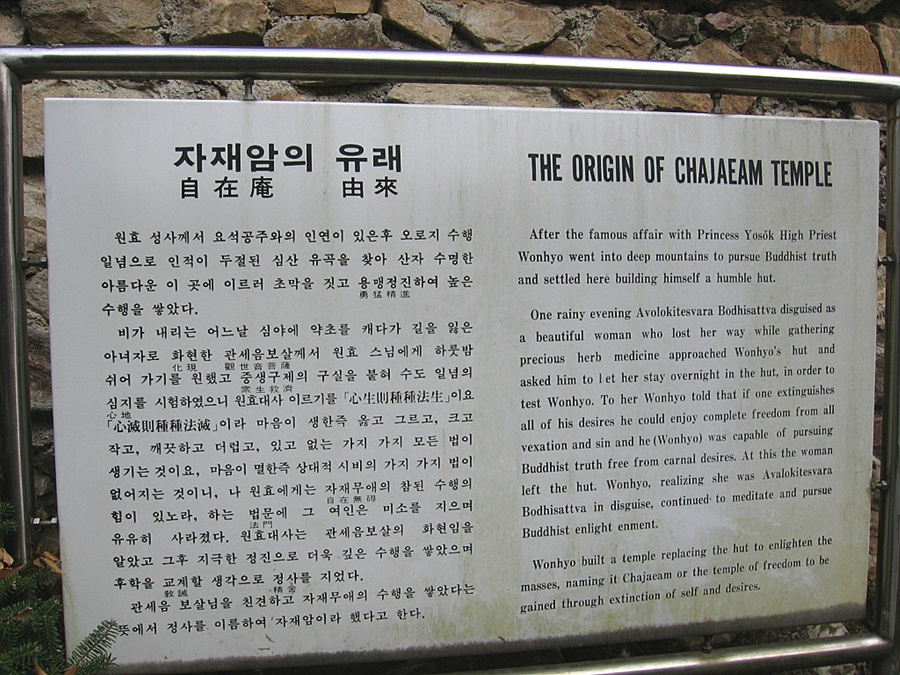 자재암의 유래
自在庵 由來
원효 성사께서 요석공주와의 인연이 있은후 오로지 수행
일념으로 인적이 두절된 심산 유곡을 찾아 산자 수명한
아름다운 이 곳에 이르러 초막을 짓고 용맹정진하여 높은
勇猛精進
수행을 쌓았다.
비가 내리는 어느날 심야에 약초를 캐다가 길을 잃은
아녀자로 화현한 관세음보살께서 원효 스님에게 하룻밤
化現 觀世音菩薩
쉬어 가기를 원했고 중생구제의 구실을 붙혀 수도 일념의
衆生救濟
심지를 시험하였으니 원효대사 이르기를 「心生則種種法生」이요
心地
「心滅則種種法滅」이라 마음이 생한즉 옳고 그르고, 크고
작고, 깨끗하고 더럽고, 있고 없는 가지 가지 모든 법이
생기는 것이요, 마음이 멸한즉 상대적 시비의 가지 가지 법이
없어지는 것이니, 나 원효에게는 자재무애의 참된 수행의
自在無碍
힘이 있노라, 하는 법문에 그 여인은 미소를 지으며
法門
유유히 사라졌다. 원효대사는 관세음보살의 화현임을
알았고 그후 지극한 정진으로 더욱 깊은 수행을 쌓았으며
후학을 교계할 생각으로 정사를 지었다.
敎誡 精舍
관세음 보살님을 친견하고 자재무애의 수행을 쌓았다는
뜻에서 정사를 이름하여 자재암이라 했다고 한다.
THE ORIGIN OF CHAJAEAM TEMPLE
After the famous affair with Princess Yosŏk High Priest
Wonhyo went into deep mountains to pursue Buddhist truth
and settled here building himself a humble hut.
One rainy evening Avolokitesvara Bodhisattva disguised as
a beautiful woman who lost her way while gathering
precious herb medicine approached Wonhyo's hut and
asked him to let her stay overnight in the hut, in order to
test Wonhyo. To her Wonhyo told that if one extinguishes
all of his desires he could enjoy complete freedom from all
vexation and sin and he (Wonhyo) was capable of pursuing
Buddhist truth free from carnal desires. At this the woman
left the hut. Wonhyo, realizing she was Avalokitesvara
Bodhisattva in disguise, continued to meditate and pursue
Buddhist enlight enment.
Wonhyo built a temple replacing the hut to enlighten the
masses, naming it Chajaeam or the temple of freedom to be
gained through extinction of self and desires.